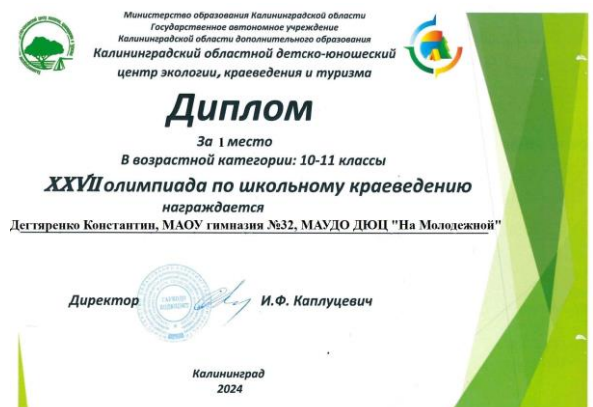 Министерство образования Калининградской области
Государственное автономное учреждение
Калининградской области дополнительного образования
Калининградский областной детско-юношеский
центр экологии, краеведения и туризма
Диплом
За I место
В возрастной категории: 10-11 классы
XXVII олимпиада по школьному краеведению
награждается
Дегтяренко Константин, МАОУ гимназия №32, МАУДО ДЮЦ "На Молодежной"
Директор И.Ф. Каплуцевич
Калининград
2024